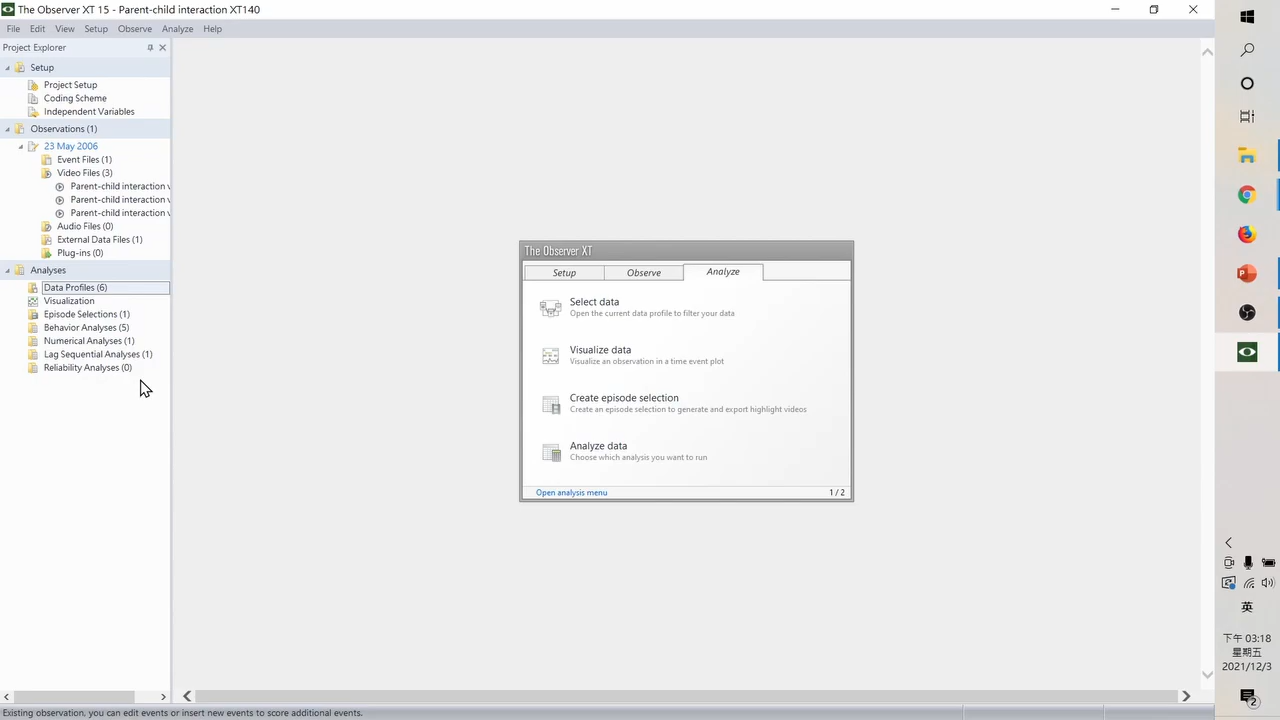 The Observer XT 15 - Parent-child interaction XT140
File Edit View Setup Observe Analyze Help
Project Explorer
Setup
Project Setup
Coding Scheme
Independent Variables
Observations (1)
23 May 2006
Event Files (1)
Video Files (3)
Parent-child interaction v
Parent-child interaction v
Parent-child interaction v
Audio Files (0)
External Data Files (1)
Plug-ins (0)
Analyses
Data Profiles (6)
Visualization
Episode Selections (1)
Behavior Analyses (5)
Numerical Analyses (1)
Lag Sequential Analyses (1)
Reliability Analyses (0)
The Observer XT
Setup Observe Analyze
Select data
Open the current data profile to filter your data
Visualize data
Visualize an observation in a time event plot
Create episode selection
Create an episode selection to generate and export highlight videos
Analyze data
Choose which analysis you want to run
Open analysis menu 1 / 2
Existing observation, you can edit events or insert new events to score additional events.
英
下午 03:18
星期五
2021/12/3
2